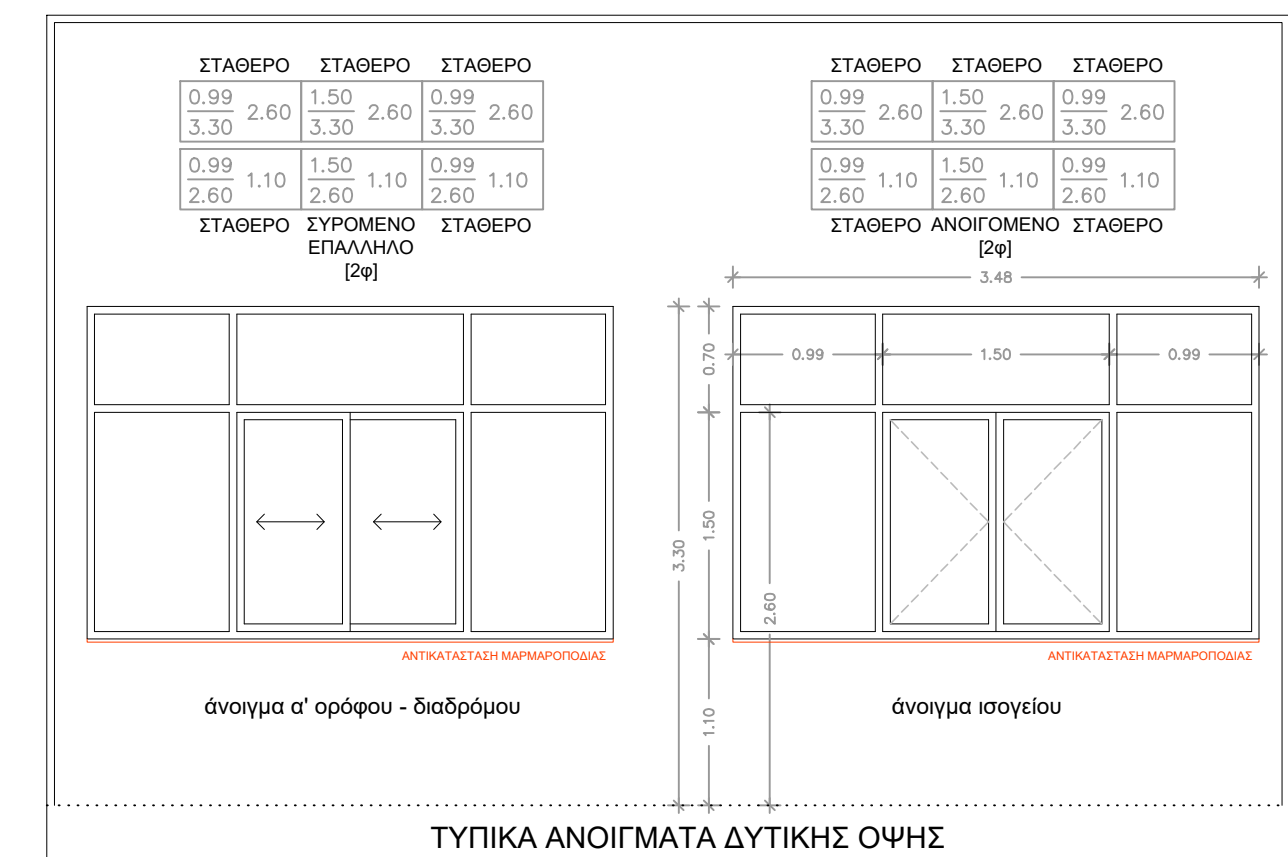 ΣΤΑΘΕΡΟ ΣΤΑΘΕΡΟ ΣΤΑΘΕΡΟ
0.99 1.50 0.99
2.60 2.60 2.60
3.30 3.30 3.30
0.99 1.50 0.99
1.10 1.10 1.10
2.60 2.60 2.60
ΣΤΑΘΕΡΟ ΣΥΡΟΜΕΝΟ ΣΤΑΘΕΡΟ
ΕΠΑΛΛΗΛΟ
[2φ]
ΑΝΤΙΚΑΤΑΣΤΑΣΗ ΜΑΡΜΑΡΟΠΟΔΙΑΣ
άνοιγμα α' ορόφου - διαδρόμου
ΣΤΑΘΕΡΟ ΣΤΑΘΕΡΟ ΣΤΑΘΕΡΟ
0.99 1.50 0.99
2.60 2.60 2.60
3.30 3.30 3.30
0.99 1.50 0.99
1.10 1.10 1.10
2.60 2.60 2.60
ΣΤΑΘΕΡΟ ΑΝΟΙΓΟΜΕΝΟ ΣΤΑΘΕΡΟ
[2φ]
3.48
0.70
0.99 1.50 0.99
1.50
3.30
2.60
1.10
ΑΝΤΙΚΑΤΑΣΤΑΣΗ ΜΑΡΜΑΡΟΠΟΔΙΑΣ
άνοιγμα ισογείου
ΤΥΠΙΚΑ ΑΝΟΙΓΜΑΤΑ ΔΥΤΙΚΗΣ ΟΨΗΣ